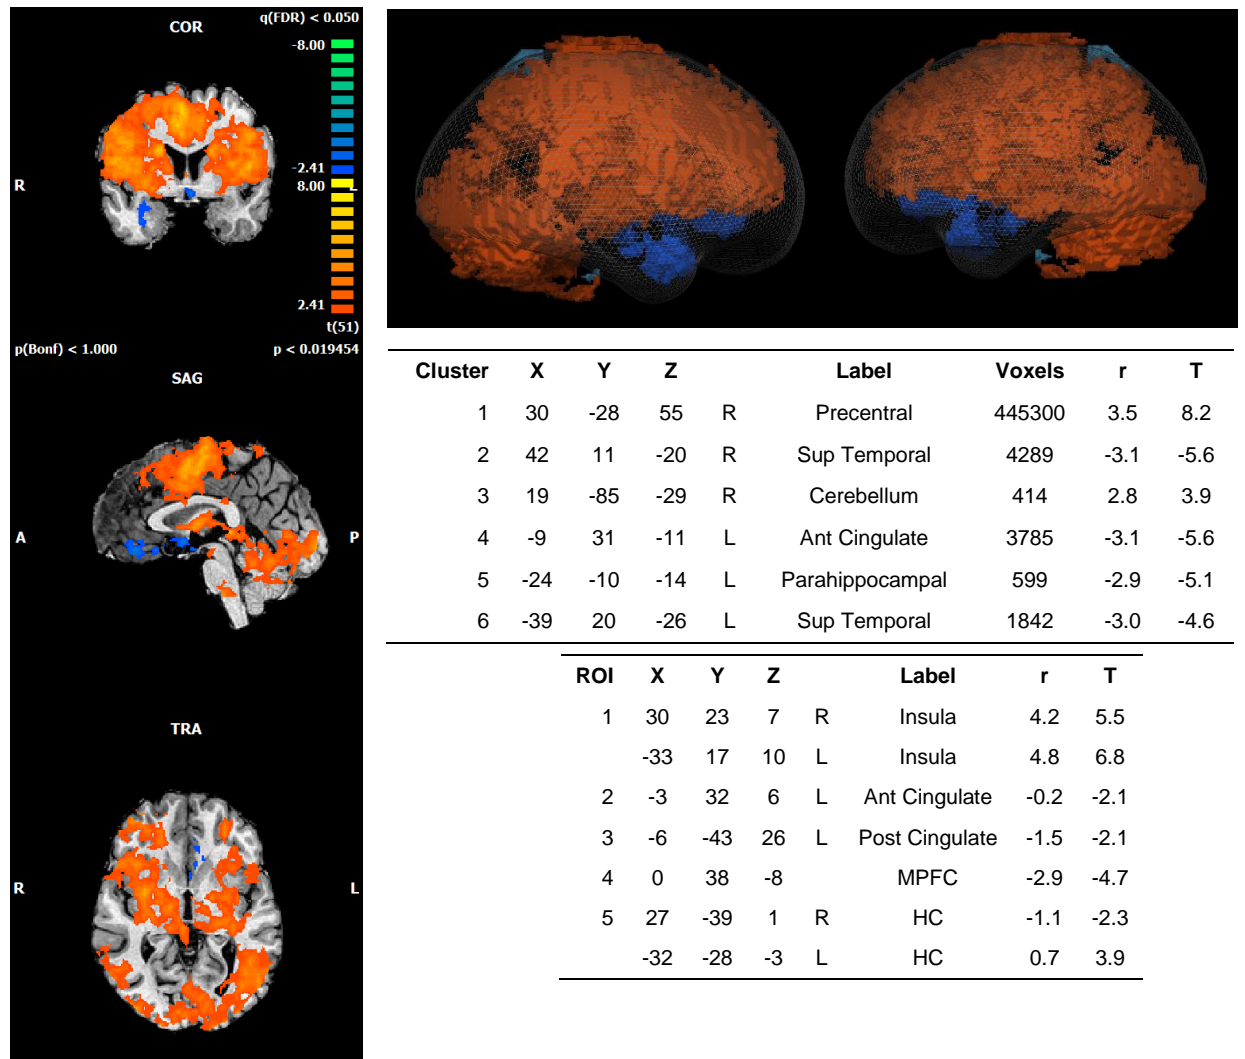 COR
q(FDR) < 0.050
-8.00
-2.41
8.00
R
L
2.41
t(51)
p(Bonf) < 1.000
p < 0.019454
SAG
A
P
TRA
R
L
Cluster X Y Z Label Voxels r T
1 30 -28 55 R Precentral 445300 3.5 8.2
2 42 11 -20 R Sup Temporal 4289 -3.1 -5.6
3 19 -85 -29 R Cerebellum 414 2.8 3.9
4 -9 31 -11 L Ant Cingulate 3785 -3.1 -5.6
5 -24 -10 -14 L Parahippocampal 599 -2.9 -5.1
6 -39 20 -26 L Sup Temporal 1842 -3.0 -4.6
ROI X Y Z Label r T
1 30 23 7 R Insula 4.2 5.5
-33 17 10 L Insula 4.8 6.8
2 -3 32 6 L Ant Cingulate -0.2 -2.1
3 -6 -43 26 L Post Cingulate -1.5 -2.1
4 0 38 -8 MPFC -2.9 -4.7
5 27 -39 1 R HC -1.1 -2.3
-32 -28 -3 L HC 0.7 3.9